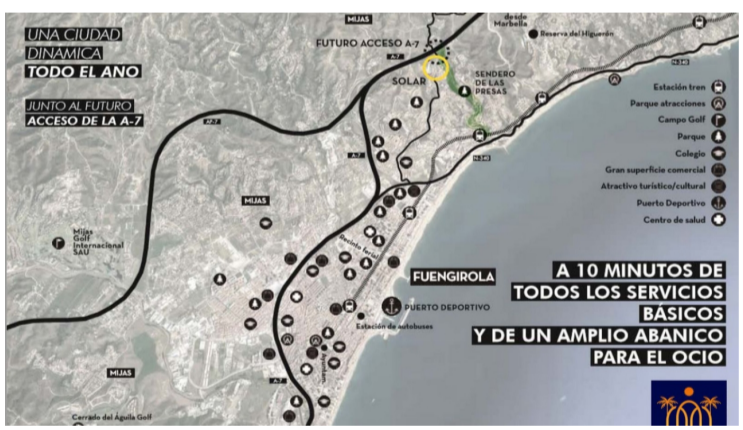 UNA CIUDAD
DINÁMICA
TODO EL AÑO
JUNTO AL FUTURO
ACCESO DE LA A-7
MIJAS
FUTURO ACCESO A-7
A-7
SOLAR
SENDERO
DE LAS
PRESAS
desde
Marbella
Reserva del Higuerón
N-340
Estación tren
Parque atracciones
Campo Golf
Parque
Colegio
Gran superficie comercial
Atractivo turístico/cultural
Puerto Deportivo
Centro de salud
AP-7
A-7
N-340
MIJAS
Mijas
Golf
Internacional
SAU
Recinto ferial
FUENGIROLA
PUERTO DEPORTIVO
Estación de autobuses
A 10 MINUTOS DE
TODOS LOS SERVICIOS
BÁSICOS
Y DE UN AMPLIO ABANICO
PARA EL OCIO
MIJAS
A-7
Ayuntam.
Cerrado del Águila Golf